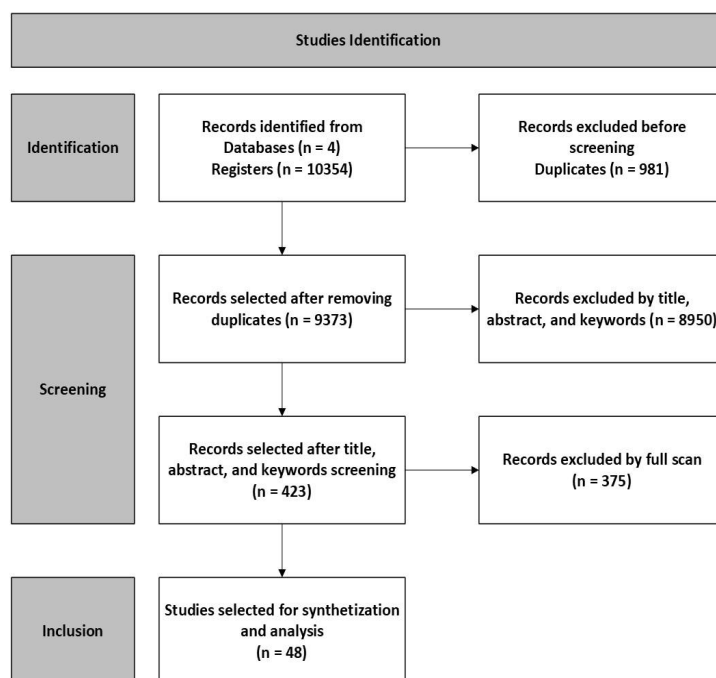 Studies Identification
Identification
Records identified from
Databases (n = 4)
Registers (n = 10354)
Records excluded before
screening
Duplicates (n = 981)
Screening
Records selected after removing
duplicates (n = 9373)
Records excluded by title,
abstract, and keywords (n = 8950)
Records selected after title,
abstract, and keywords screening
(n = 423)
Records excluded by full scan
(n = 375)
Inclusion
Studies selected for synthetization
and analysis
(n = 48)